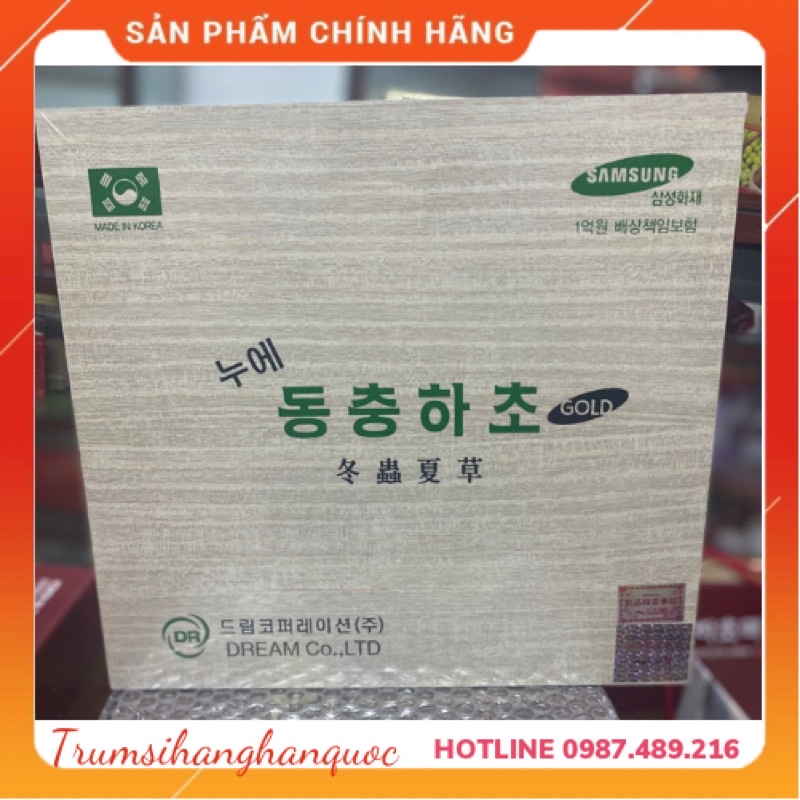 SẢN PHẨM CHÍNH HÃNG
MADE IN KOREA
SAMSUNG
삼성화재
1억원 배상책임보험
누에
동충하초 GOLD
冬蟲夏草
DR 드림코퍼레이션(주)
DREAM Co.,LTD
Trumsihanghanquoc
HOTLINE 0987.489.216